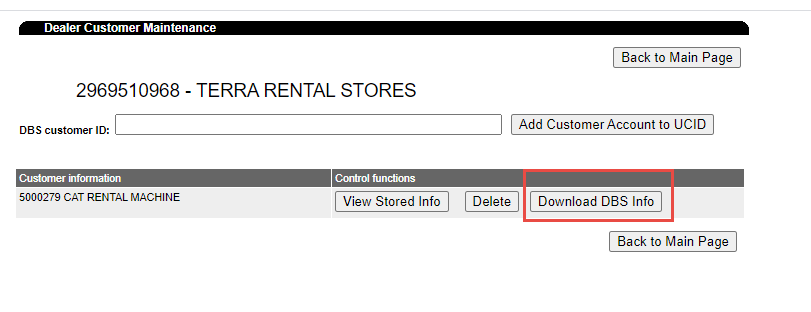 Dealer Customer Maintenance
Back to Main Page
2969510968 - TERRA RENTAL STORES
DBS customer ID:
Add Customer Account to UCID
Customer information
Control functions
5000279 CAT RENTAL MACHINE
View Stored Info
Delete
Download DBS Info
Back to Main Page